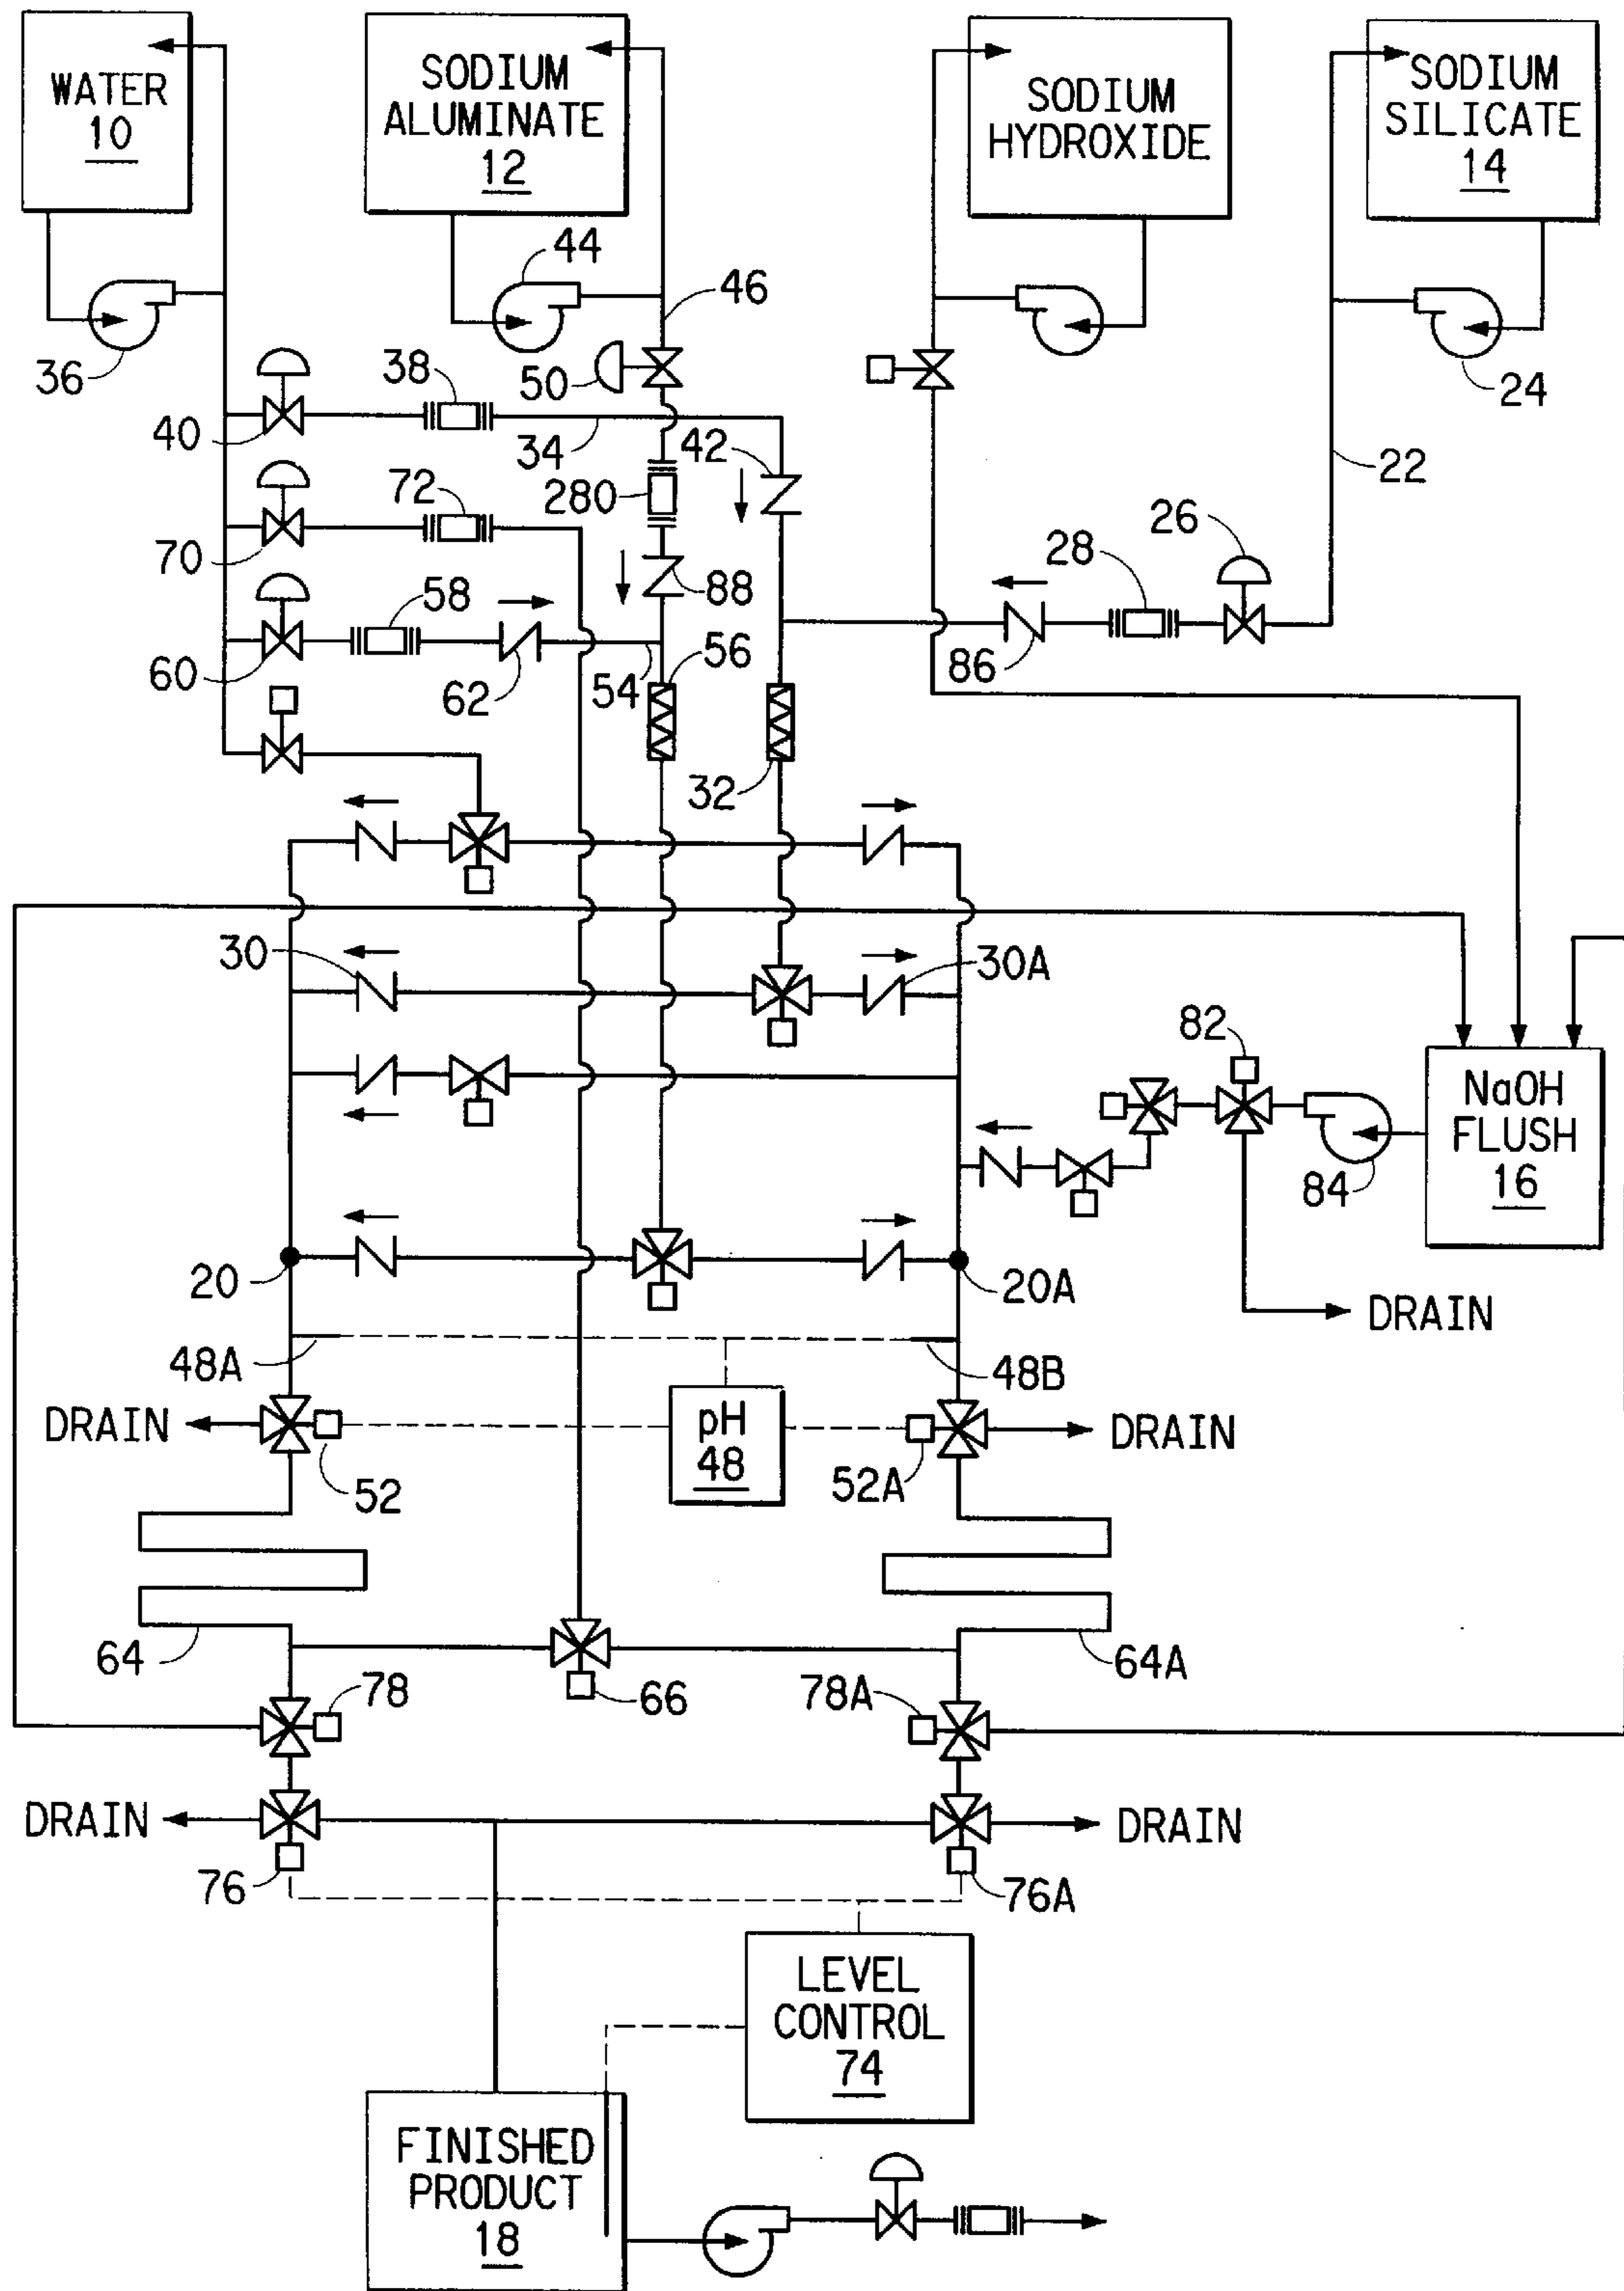 WATER
10
SODIUM
ALUMINATE
12
SODIUM
HYDROXIDE
SODIUM
SILICATE
14
44
46
36
38
50
24
40
34
42
22
280
72
26
70
28
58
88
56
60
62
54
86
32
30
30A
82
NaOH
FLUSH
16
84
20
20A
DRAIN
48A
48B
DRAIN
pH
48
DRAIN
52
52A
64
64A
78
66
78A
DRAIN
DRAIN
76
76A
LEVEL
CONTROL
74
FINISHED
PRODUCT
18